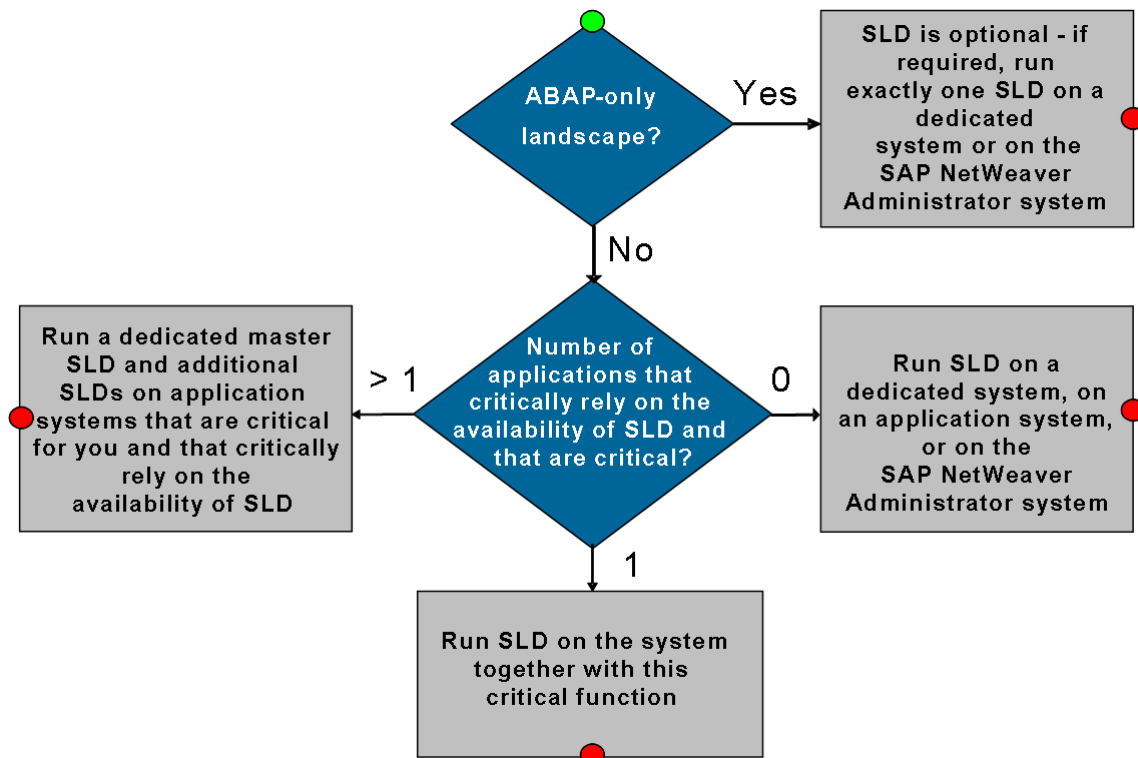 ABAP-only
landscape?
Yes
SLD is optional - if
required, run
exactly one SLD on a
dedicated
system or on the
SAP NetWeaver
Administrator system
No
Number of
applications that
critically rely on the
availability of SLD and
that are critical?
> 1
Run a dedicated master
SLD and additional
SLDs on application
systems that are critical
for you and that critically
rely on the
availability of SLD
0
Run SLD on a
dedicated system, on
an application system,
or on the
SAP NetWeaver
Administrator system
1
Run SLD on the system
together with this
critical function